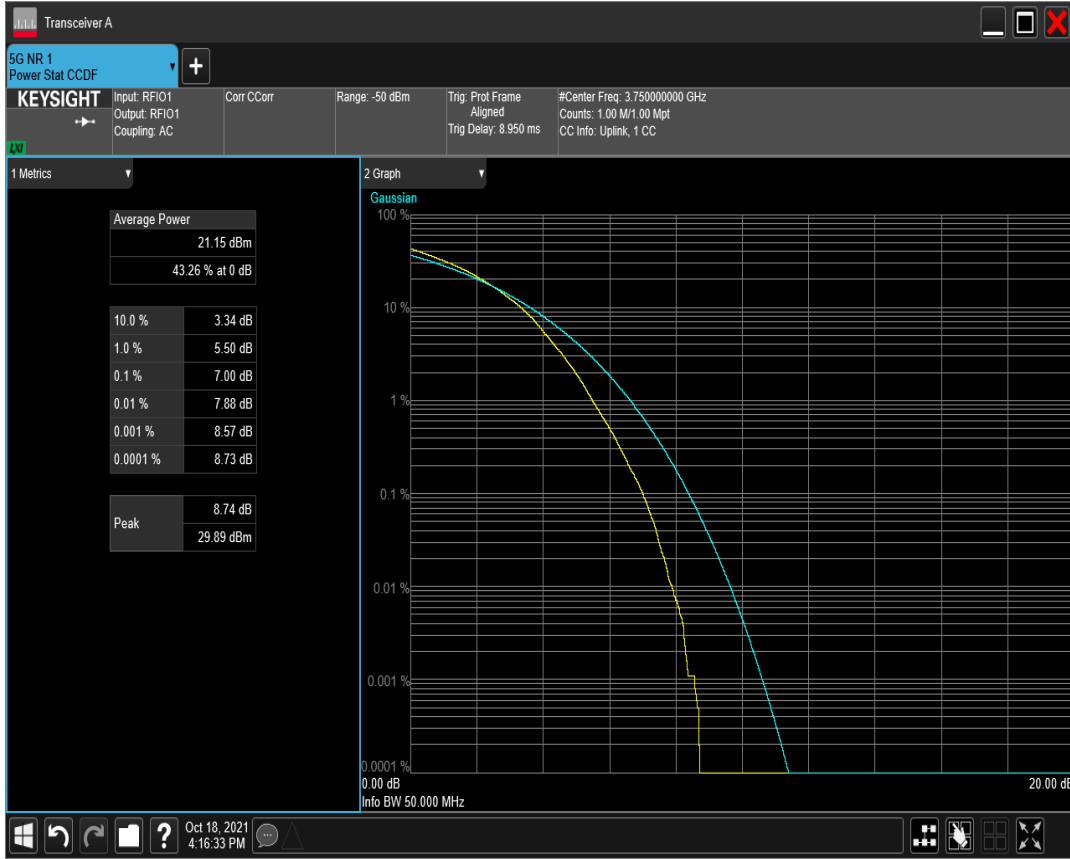 Transceiver A
5G NR 1
Power Stat CCDF
KEYSIGHT
LXI
Input: RFIO1
Output: RFIO1
Coupling: AC
Corr CCorr
Range: -50 dBm
Trig: Prot Frame
Aligned
Trig Delay: 8.950 ms
#Center Freq: 3.750000000 GHz
Counts: 1.00 M/1.00 Mpt
CC Info: Uplink, 1 CC
1 Metrics
Average Power
21.15 dBm
43.26 % at 0 dB
10.0 % 3.34 dB
1.0 % 5.50 dB
0.1 % 7.00 dB
0.01 % 7.88 dB
0.001 % 8.57 dB
0.0001 % 8.73 dB
Peak
8.74 dB
29.89 dBm
2 Graph
Gaussian
100 %
10 %
1 %
0.1 %
0.01 %
0.001 %
0.0001 %
0.00 dB 20.00 dB
Info BW 50.000 MHz
?
Oct 18, 2021
4:16:33 PM